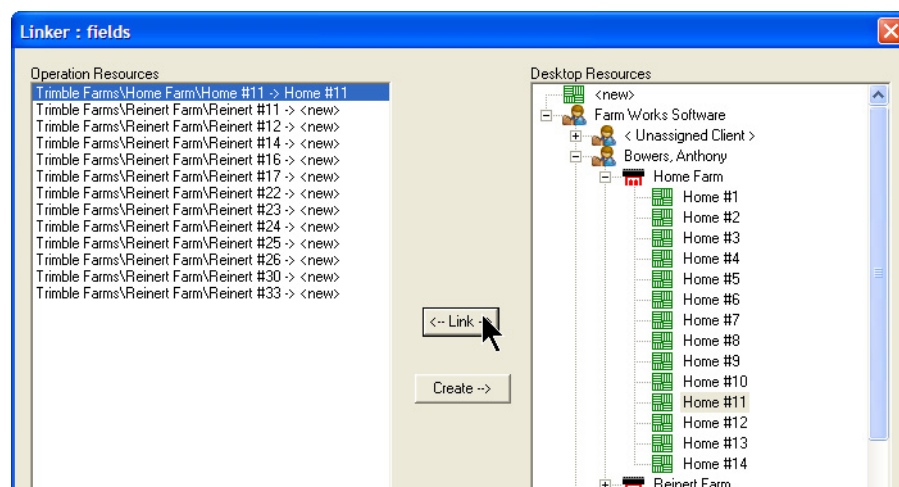 Linker : fields
Operation Resources
Trimble Farms\Home Farm\Home #11 -> Home #11
Trimble Farms\Reinert Farm\Reinert #11 -> <new>
Trimble Farms\Reinert Farm\Reinert #12 -> <new>
Trimble Farms\Reinert Farm\Reinert #14 -> <new>
Trimble Farms\Reinert Farm\Reinert #16 -> <new>
Trimble Farms\Reinert Farm\Reinert #17 -> <new>
Trimble Farms\Reinert Farm\Reinert #22 -> <new>
Trimble Farms\Reinert Farm\Reinert #23 -> <new>
Trimble Farms\Reinert Farm\Reinert #24 -> <new>
Trimble Farms\Reinert Farm\Reinert #25 -> <new>
Trimble Farms\Reinert Farm\Reinert #26 -> <new>
Trimble Farms\Reinert Farm\Reinert #30 -> <new>
Trimble Farms\Reinert Farm\Reinert #33 -> <new>
<-- Link -->
Create -->
Desktop Resources
<new>
Farm Works Software
< Unassigned Client >
Bowers, Anthony
Home Farm
Home #1
Home #2
Home #3
Home #4
Home #5
Home #6
Home #7
Home #8
Home #9
Home #10
Home #11
Home #12
Home #13
Home #14
Reinert Farm